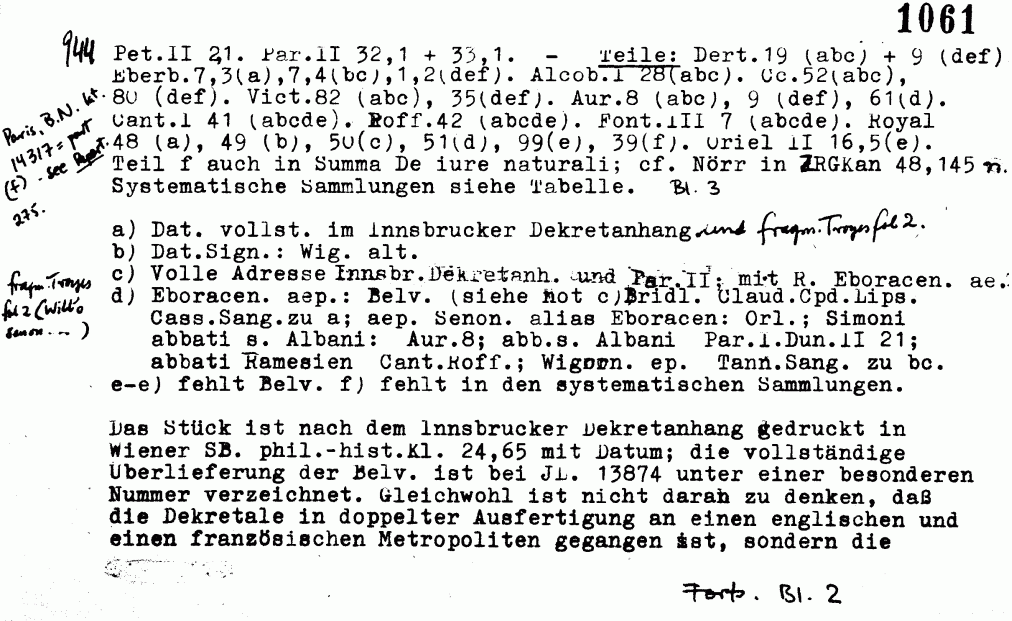 1061
944 Pet.II 21. Par.II 32,1 + 33,1. - Teile: Dert.19 (abc) + 9 (def)
Eberb.7,3(a),7,4(bc),1,2(def). Alcob.I 28(abc). Oc.52(abc),
80 (def). Vict.82 (abc), 35(def). Aur.8 (abc), 9 (def), 61(d).
Cant.I 41 (abcde). Roff.42 (abcde). Font.III 7 (abcde). Royal
48 (a), 49 (b), 50(c), 51(d), 99(e), 39(f). Oriel II 16,5(e).
Teil f auch in Summa De iure naturali; cf. Nörr in ZRGKan 48,145 n.
Systematische Sammlungen siehe Tabelle. Bl. 3
Paris, B.N. lat.
14317 = part
(f) - see
275.
a) Dat. vollst. im Innsbrucker Dekretanhang und fragm. Troyes fol 2.
b) Dat.Sign.: Wig. alt.
c) Volle Adresse Innsbr.Dekretanh. und Par.II; mit R. Eboracen. ae.
d) Eboracen. aep.: Belv. (siehe Not c)Bridl. Claud.Cpd.Lips.
Cass.Sang.zu a; aep. Senon. alias Eboracen: Orl.; Simoni
abbati s. Albani: Aur.8; abb.s. Albani Par.I.Dun.II 21;
abbati Ramesien Cant.Roff.; Wigorn. ep. Tann.Sang. zu bc.
e-e) fehlt Belv. f) fehlt in den systematischen Sammlungen.
fragm. Troyes
fol 2 (Will'o
senon... )
Das Stück ist nach dem Innsbrucker Dekretanhang gedruckt in
Wiener SB. phil.-hist.Kl. 24,65 mit Datum; die vollständige
Überlieferung der Belv. ist bei JL. 13874 unter einer besonderen
Nummer verzeichnet. Gleichwohl ist nicht daran zu denken, daß
die Dekretale in doppelter Ausfertigung an einen englischen und
einen französischen Metropoliten gegangen ist, sondern die
Forts. Bl. 2